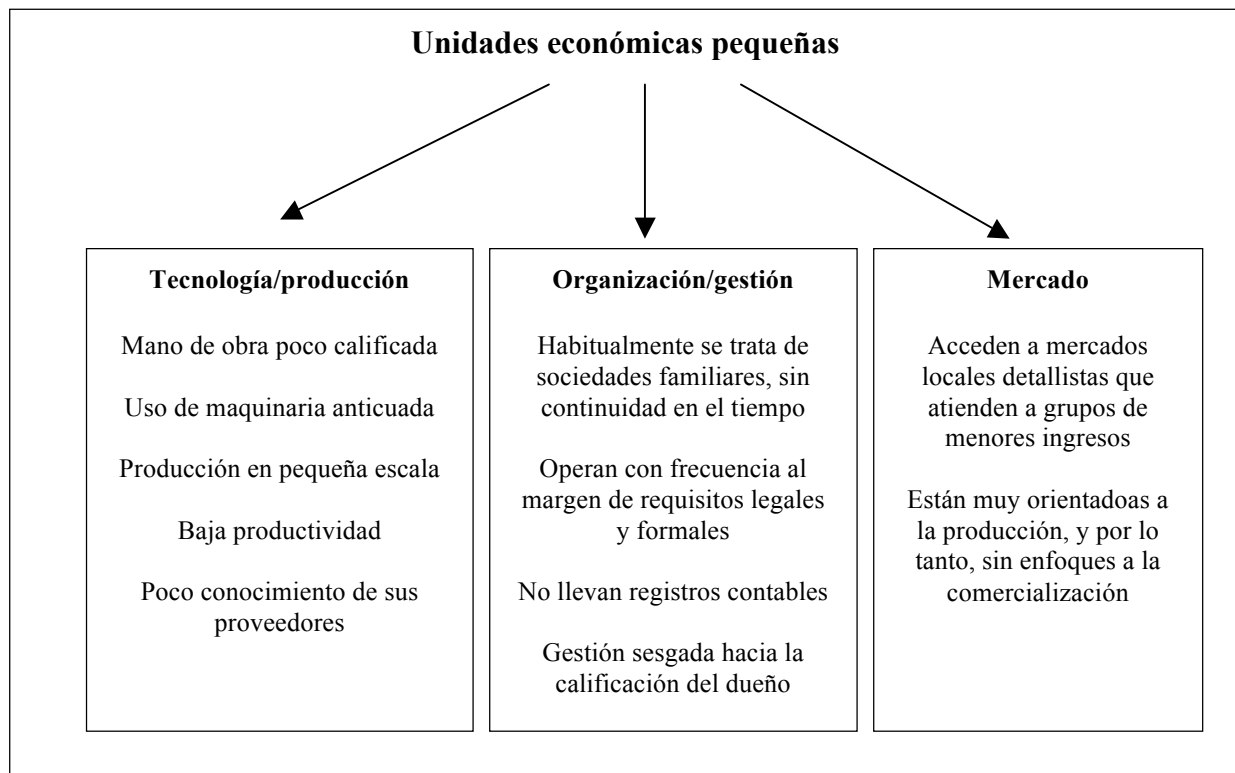 Unidades económicas pequeñas
Tecnología/producción
Mano de obra poco calificada
Uso de maquinaria anticuada
Producción en pequeña escala
Baja productividad
Poco conocimiento de sus
proveedores
Organización/gestión
Habitualmente se trata de
sociedades familiares, sin
continuidad en el tiempo
Operan con frecuencia al
margen de requisitos legales
y formales
No llevan registros contables
Gestión sesgada hacia la
calificación del dueño
Mercado
Acceden a mercados
locales detallistas que
atienden a grupos de
menores ingresos
Están muy orientadoas a
la producción, y por lo
tanto, sin enfoques a la
comercialización